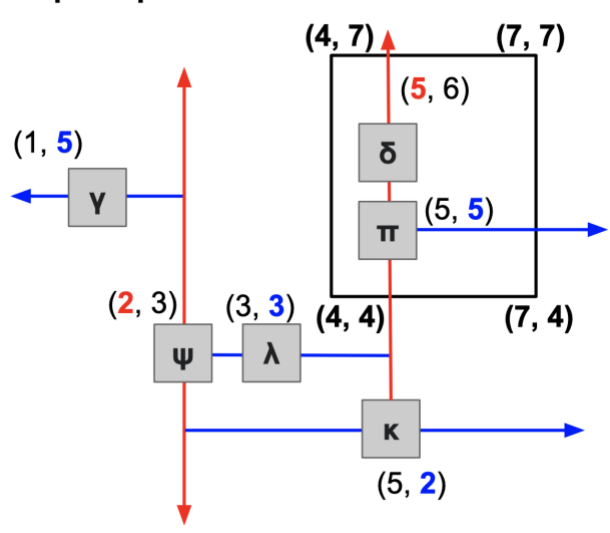 (4, 7) (7, 7)
(5, 6)
(1, 5)
δ
γ
(5, 5)
π
(2, 3) (3, 3) (4, 4) (7, 4)
ψ λ
κ
(5, 2)